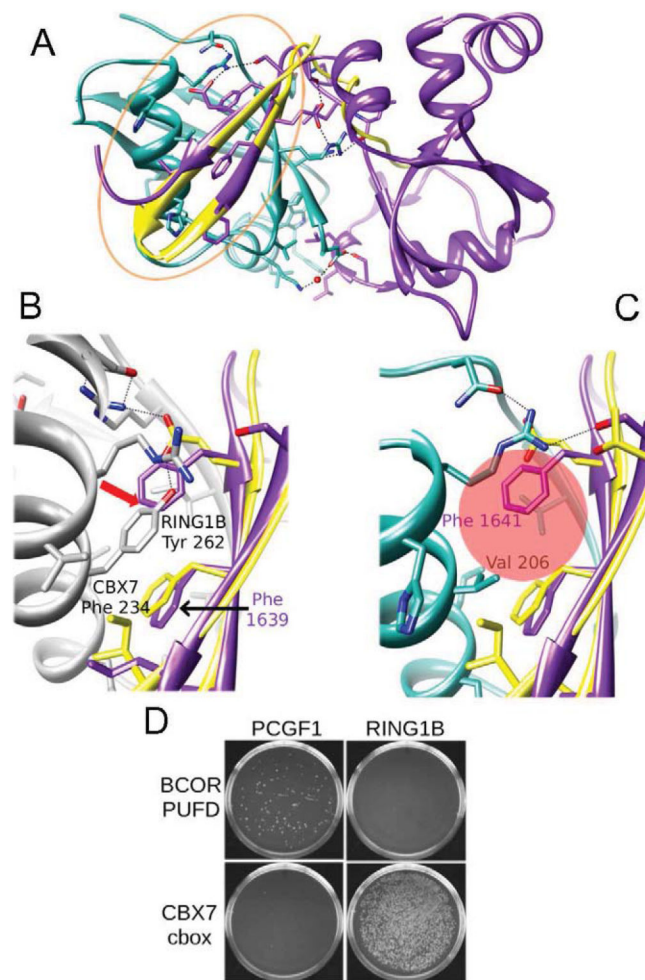 A
B
C
RING1B
Tyr 262
CBX7
Phe 234
Phe
1639
Phe 1641
Val 206
D
PCGF1 RING1B
BCOR
PUFD
CBX7
cbox